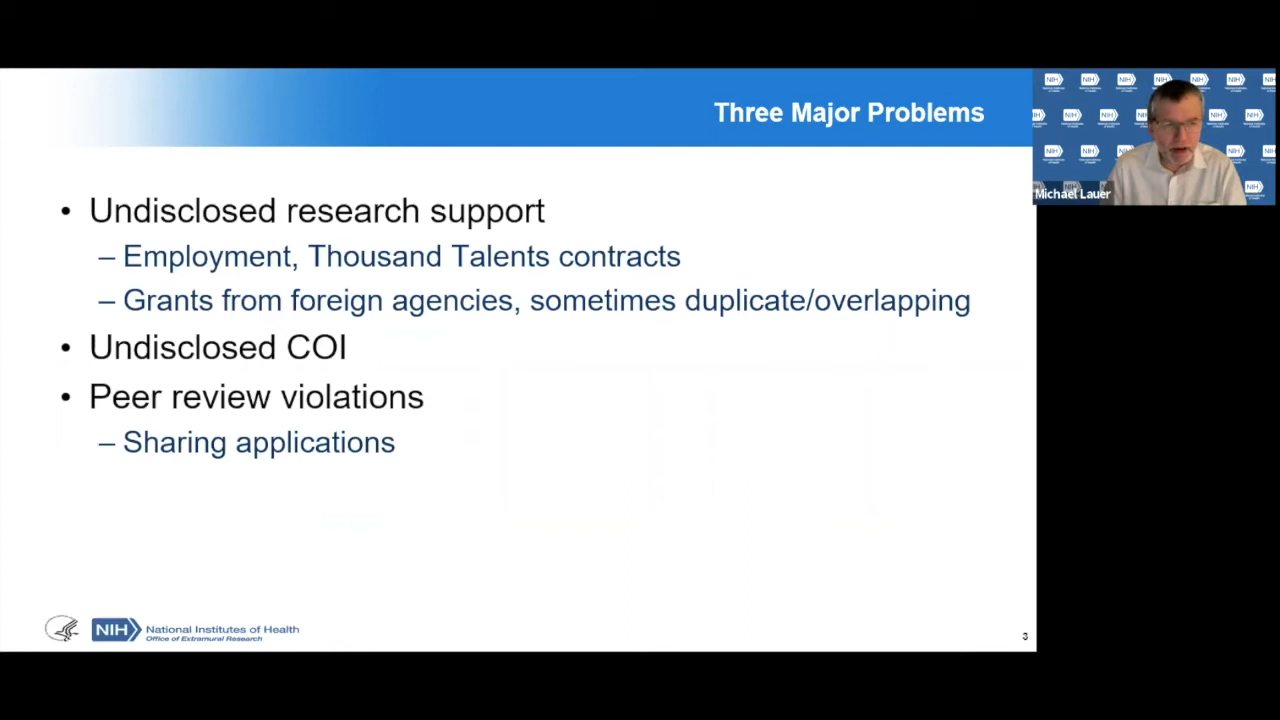 Three Major Problems
• Undisclosed research support
– Employment, Thousand Talents contracts
– Grants from foreign agencies, sometimes duplicate/overlapping
• Undisclosed COI
• Peer review violations
– Sharing applications
NIH National Institutes of Health
Office of Extramural Research
3
Michael Lauer